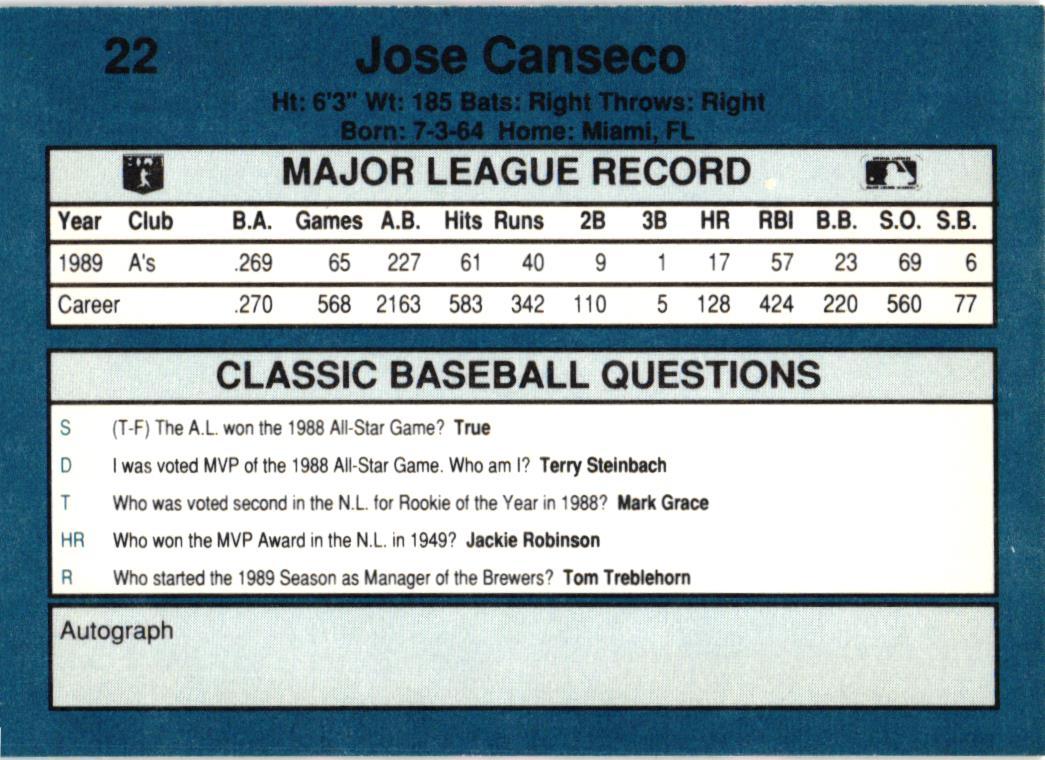 22
Jose Canseco
Ht: 6'3" Wt: 185 Bats: Right Throws: Right
Born: 7-3-64 Home: Miami, FL
MAJOR LEAGUE RECORD
Year Club B.A. Games A.B. Hits Runs 2B 3B HR RBI B.B. S.O. S.B.
1989 A's .269 65 227 61 40 9 1 17 57 23 69 6
Career .270 568 2163 583 342 110 5 128 424 220 560 77
CLASSIC BASEBALL QUESTIONS
S (T-F) The A.L. won the 1988 All-Star Game? True
D I was voted MVP of the 1988 All-Star Game. Who am I? Terry Steinbach
T Who was voted second in the N.L. for Rookie of the Year in 1988? Mark Grace
HR Who won the MVP Award in the N.L. in 1949? Jackie Robinson
R Who started the 1989 Season as Manager of the Brewers? Tom Treblehorn
Autograph